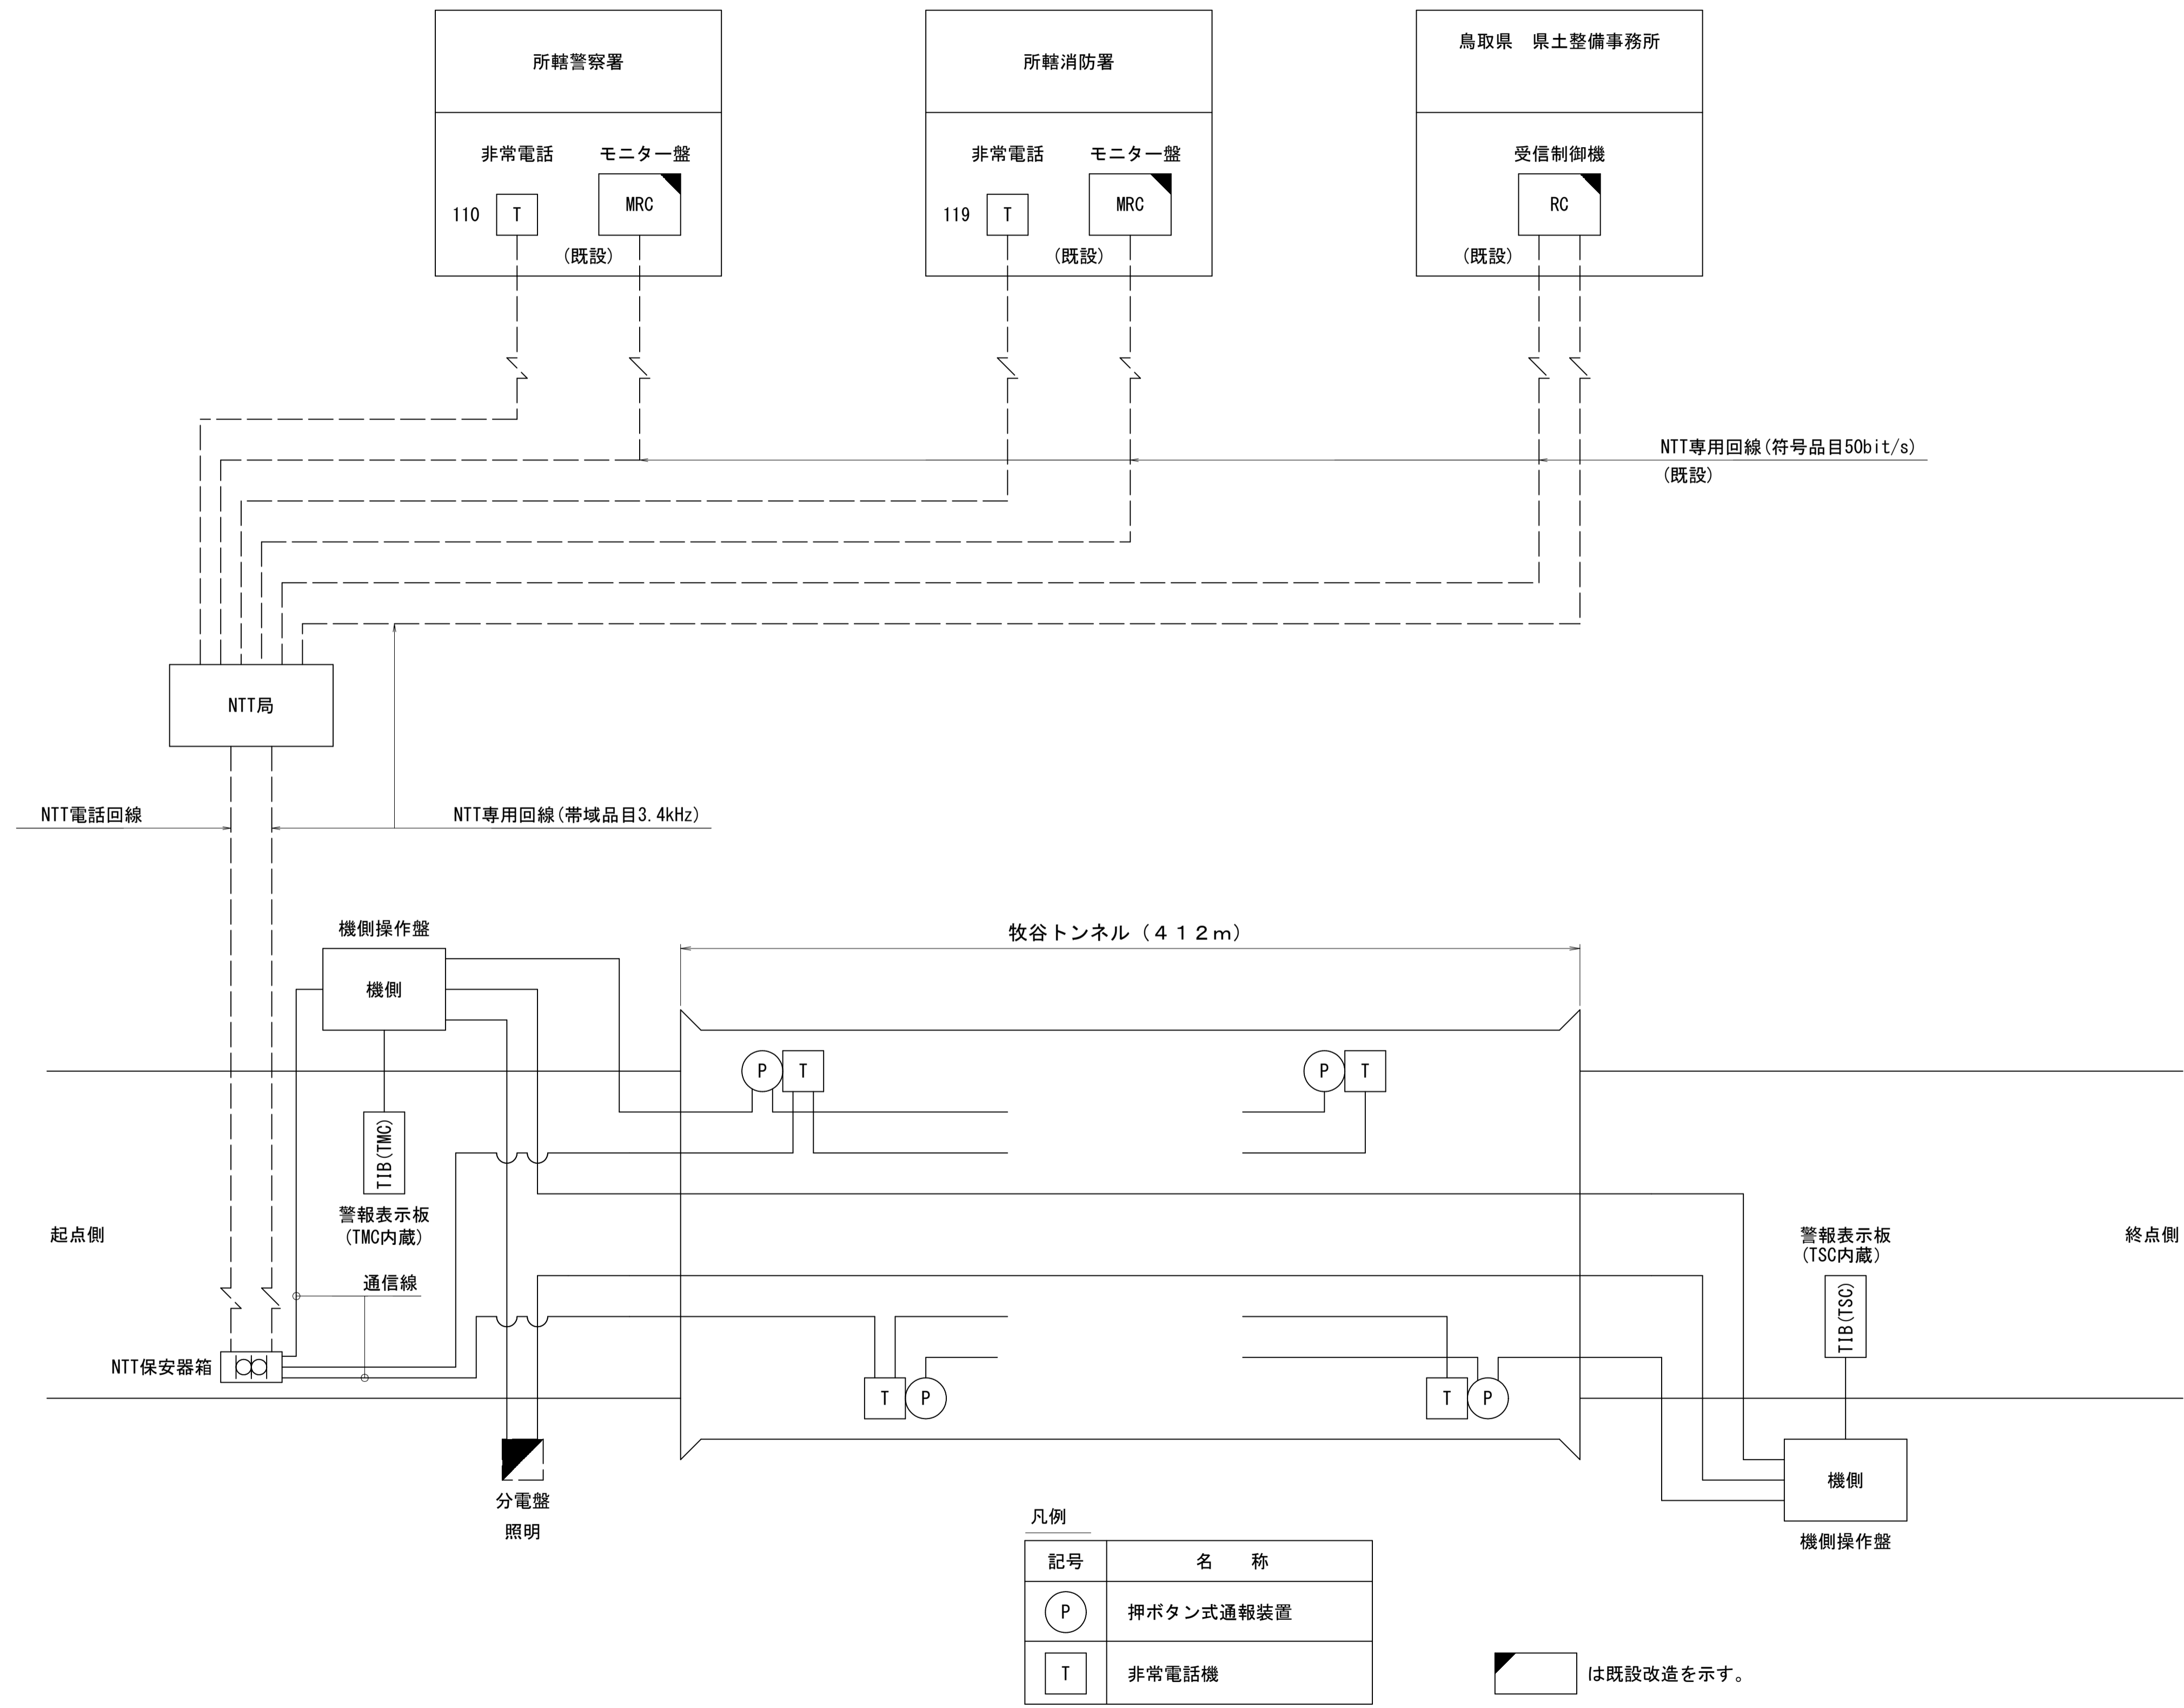 所轄警察署
所轄消防署
鳥取県　県土整備事務所
非常電話
モニター盤
110
T
MRC
(既設)
非常電話
モニター盤
119
T
MRC
(既設)
受信制御機
RC
(既設)
NTT専用回線(符号品目50bit/s)
(既設)
NTT局
NTT電話回線
NTT専用回線(帯域品目3.4kHz)
機側操作盤
機側
牧谷トンネル（４１２ｍ）
P
T
P
T
TIB(TMC)
警報表示板
(TMC内蔵)
起点側
終点側
警報表示板
(TSC内蔵)
TIB(TSC)
通信線
NTT保安器箱
T
P
T
P
機側
機側操作盤
分電盤
照明
凡例
記号
名　称
P
押ボタン式通報装置
T
非常電話機
は既設改造を示す。